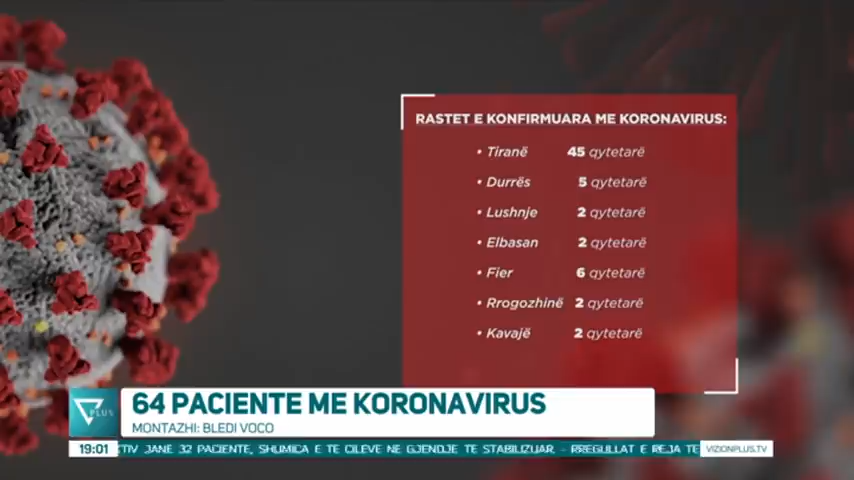 RASTET E KONFIRMUARA ME KORONAVIRUS:
• Tiranë 45 qytetarë
• Durrës 5 qytetarë
• Lushnje 2 qytetarë
• Elbasan 2 qytetarë
• Fier 6 qytetarë
• Rrogozhinë 2 qytetarë
• Kavajë 2 qytetarë
PLUS
64 PACIENTE ME KORONAVIRUS
MONTAZHI: BLEDI VOCO
19:01 TIV JANE 32 PACIENTE, SHUMICA E TE CILEVE NE GJENDJE TE STABILIZUAR. - RREGULLAT E REJA TE VIZIONPLUS.TV